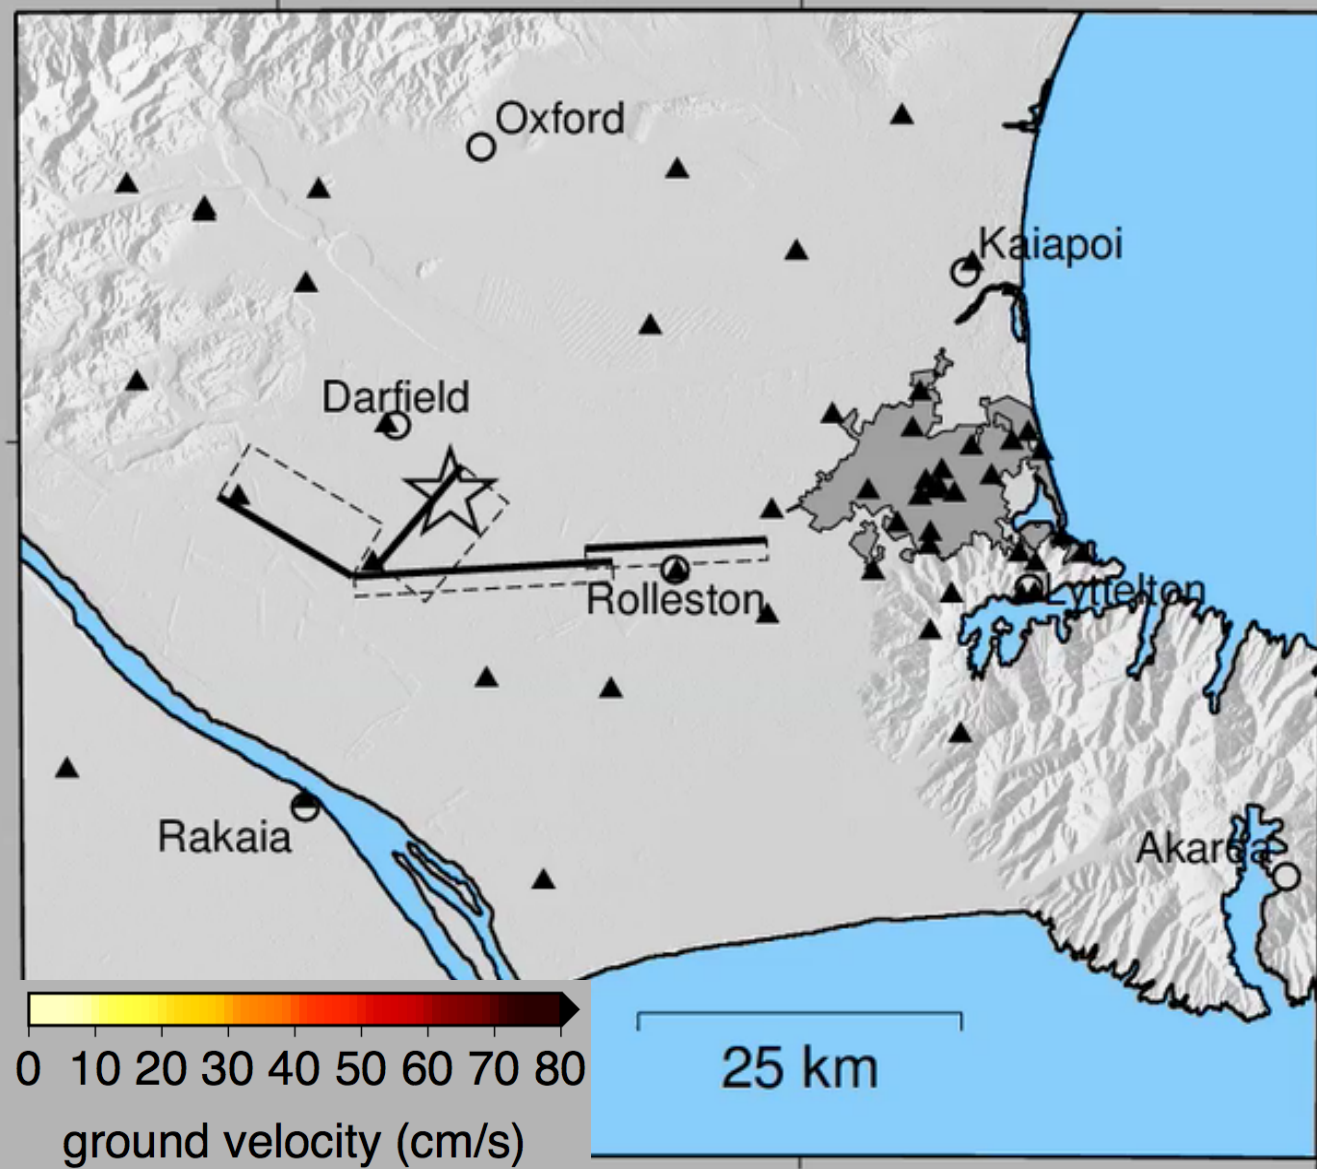 Oxford
Kaiapoi
Darfield
Rolleston
Lyttelton
Rakaia
Akaroa
0 10 20 30 40 50 60 70 80
25 km
ground velocity (cm/s)